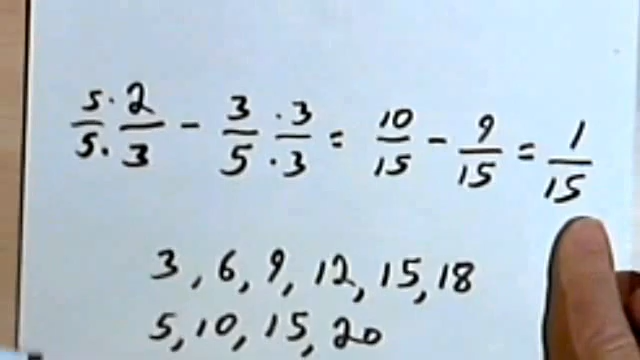 5·2/5·3 - 3·3/5·3 = 10/15 - 9/15 = 1/15
3, 6, 9, 12, 15, 18
5, 10, 15, 20